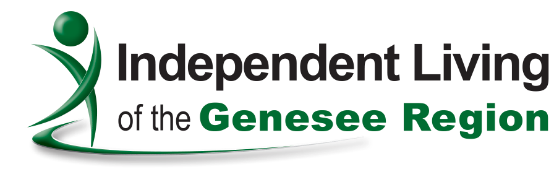 Independent Living
of the Genesee Region